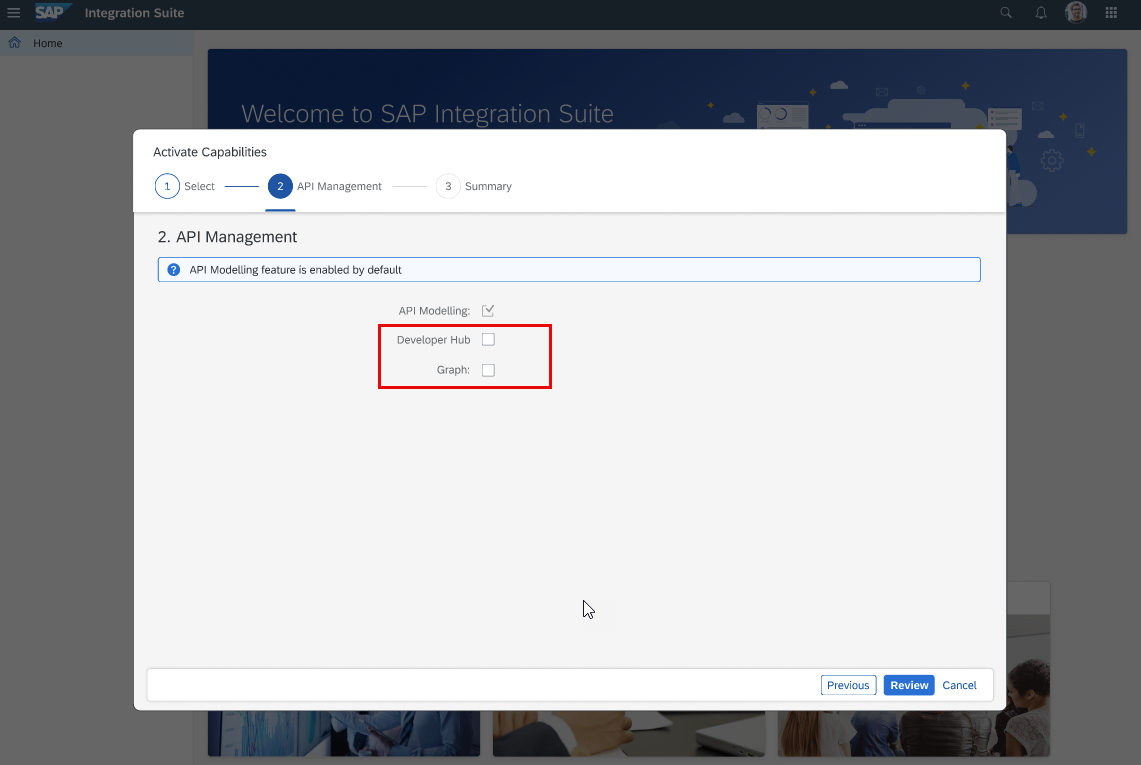 SAP Integration Suite
Home
Welcome to SAP Integration Suite
Activate Capabilities
1 Select 2 API Management 3 Summary
2. API Management
? API Modelling feature is enabled by default
API Modelling:
Developer Hub
Graph:
Previous Review Cancel